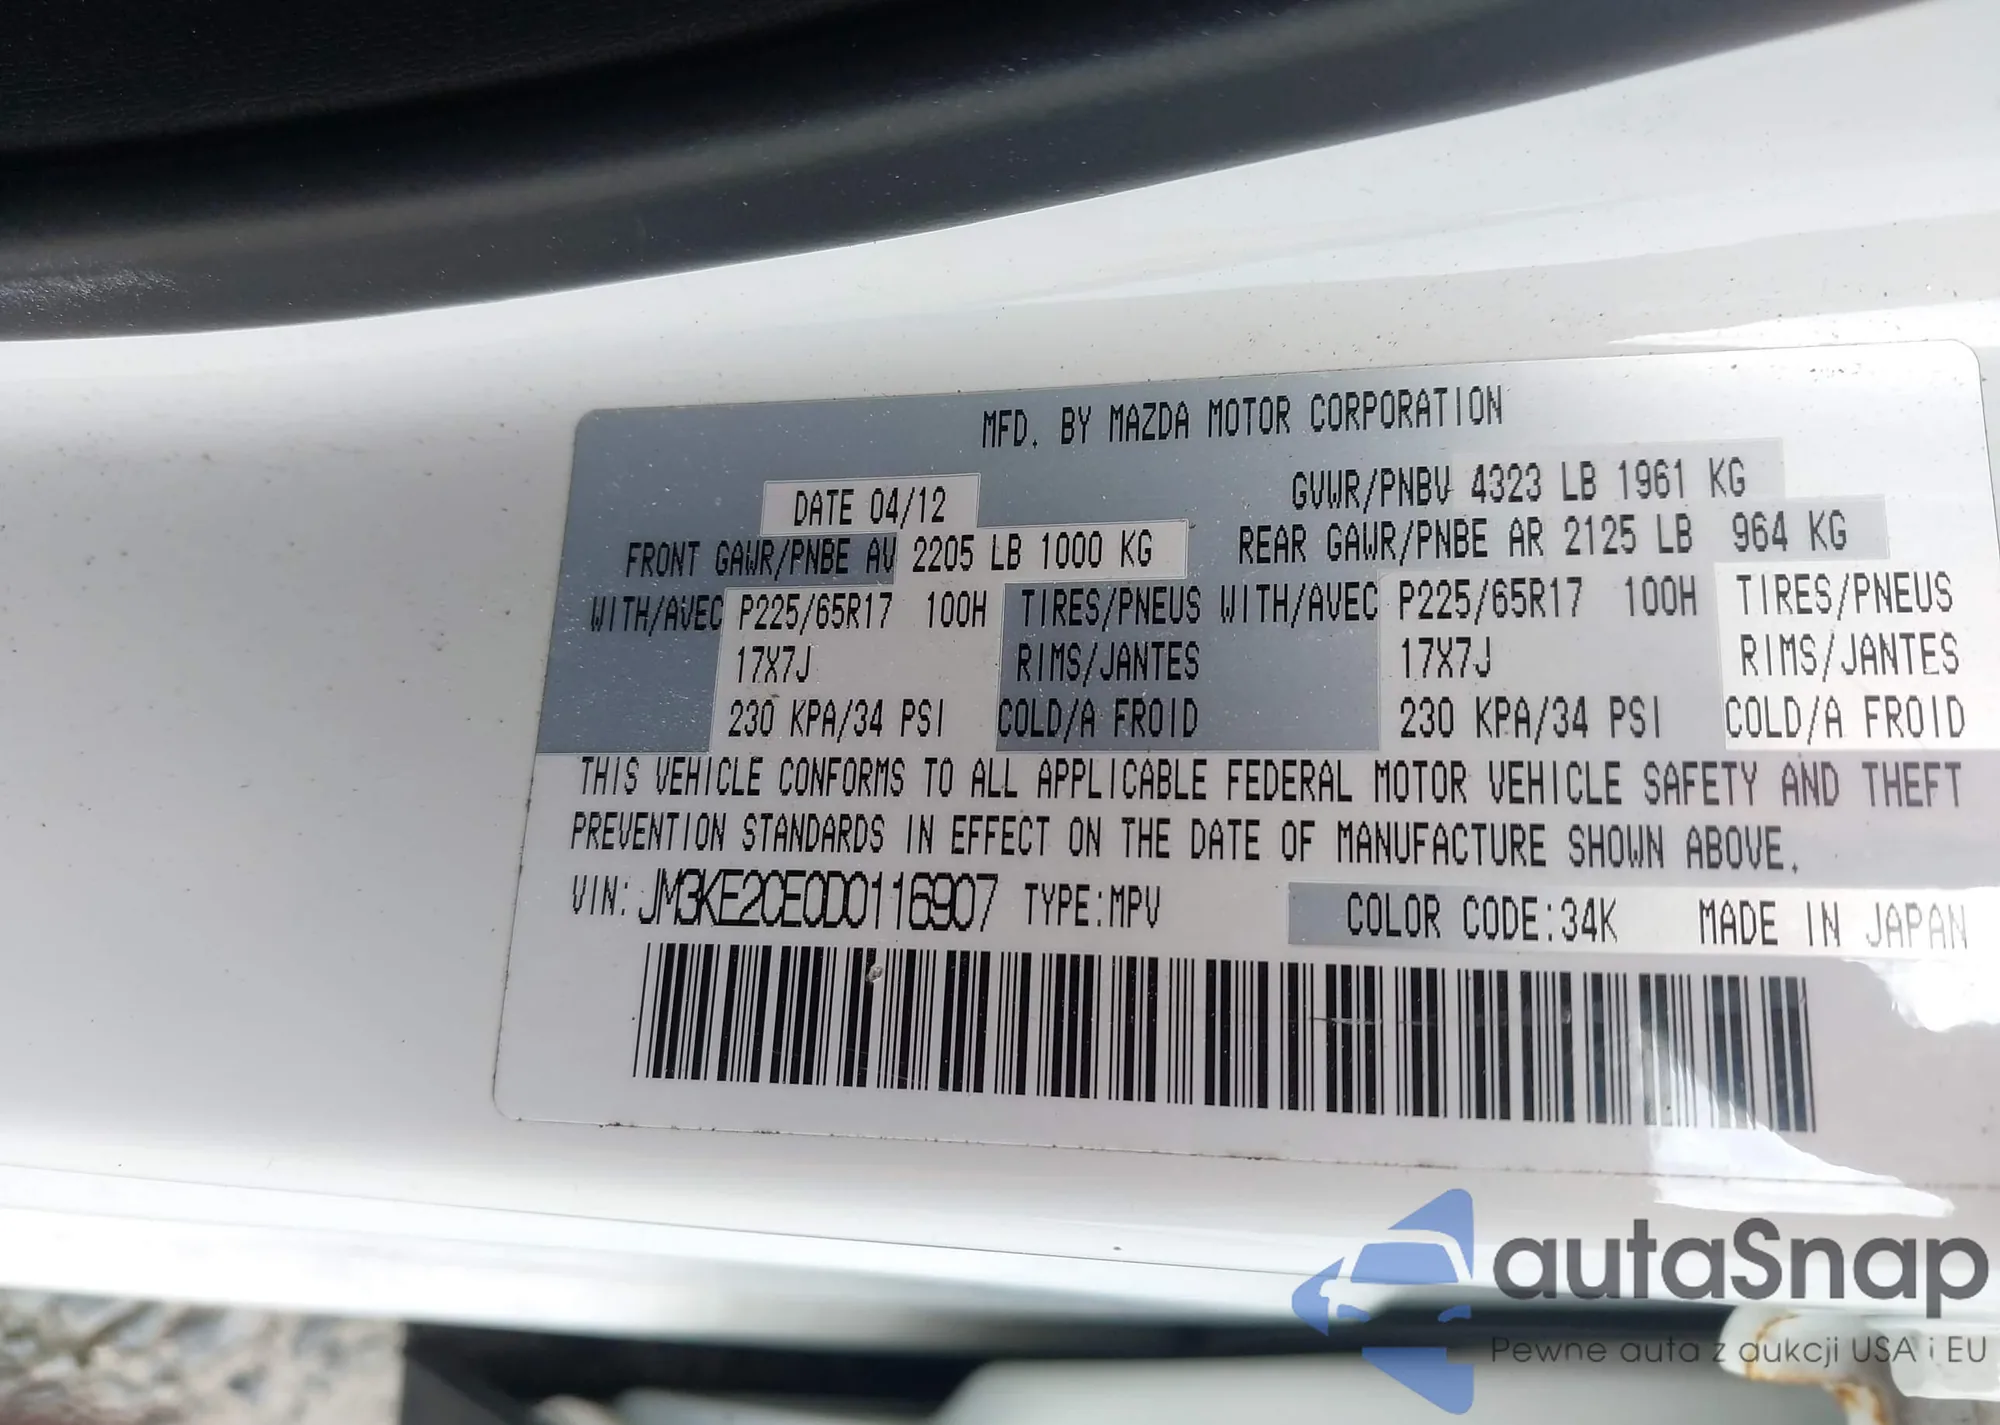 MFD. BY MAZDA MOTOR CORPORATION
DATE 04/12 GVWR/PNBV 4323 LB 1961 KG
FRONT GAWR/PNBE AV 2205 LB 1000 KG REAR GAWR/PNBE AR 2125 LB 964 KG
WITH/AVEC P225/65R17 100H TIRES/PNEUS WITH/AVEC P225/65R17 100H TIRES/PNEUS
17X7J RIMS/JANTES 17X7J RIMS/JANTES
230 KPA/34 PSI COLD/A FROID 230 KPA/34 PSI COLD/A FROID
THIS VEHICLE CONFORMS TO ALL APPLICABLE FEDERAL MOTOR VEHICLE SAFETY AND THEFT
PREVENTION STANDARDS IN EFFECT ON THE DATE OF MANUFACTURE SHOWN ABOVE.
VIN: JM3KE2CE0D0116907 TYPE:MPV COLOR CODE:34K MADE IN JAPAN
autaSnap
Pewne auta z aukcji USA i EU